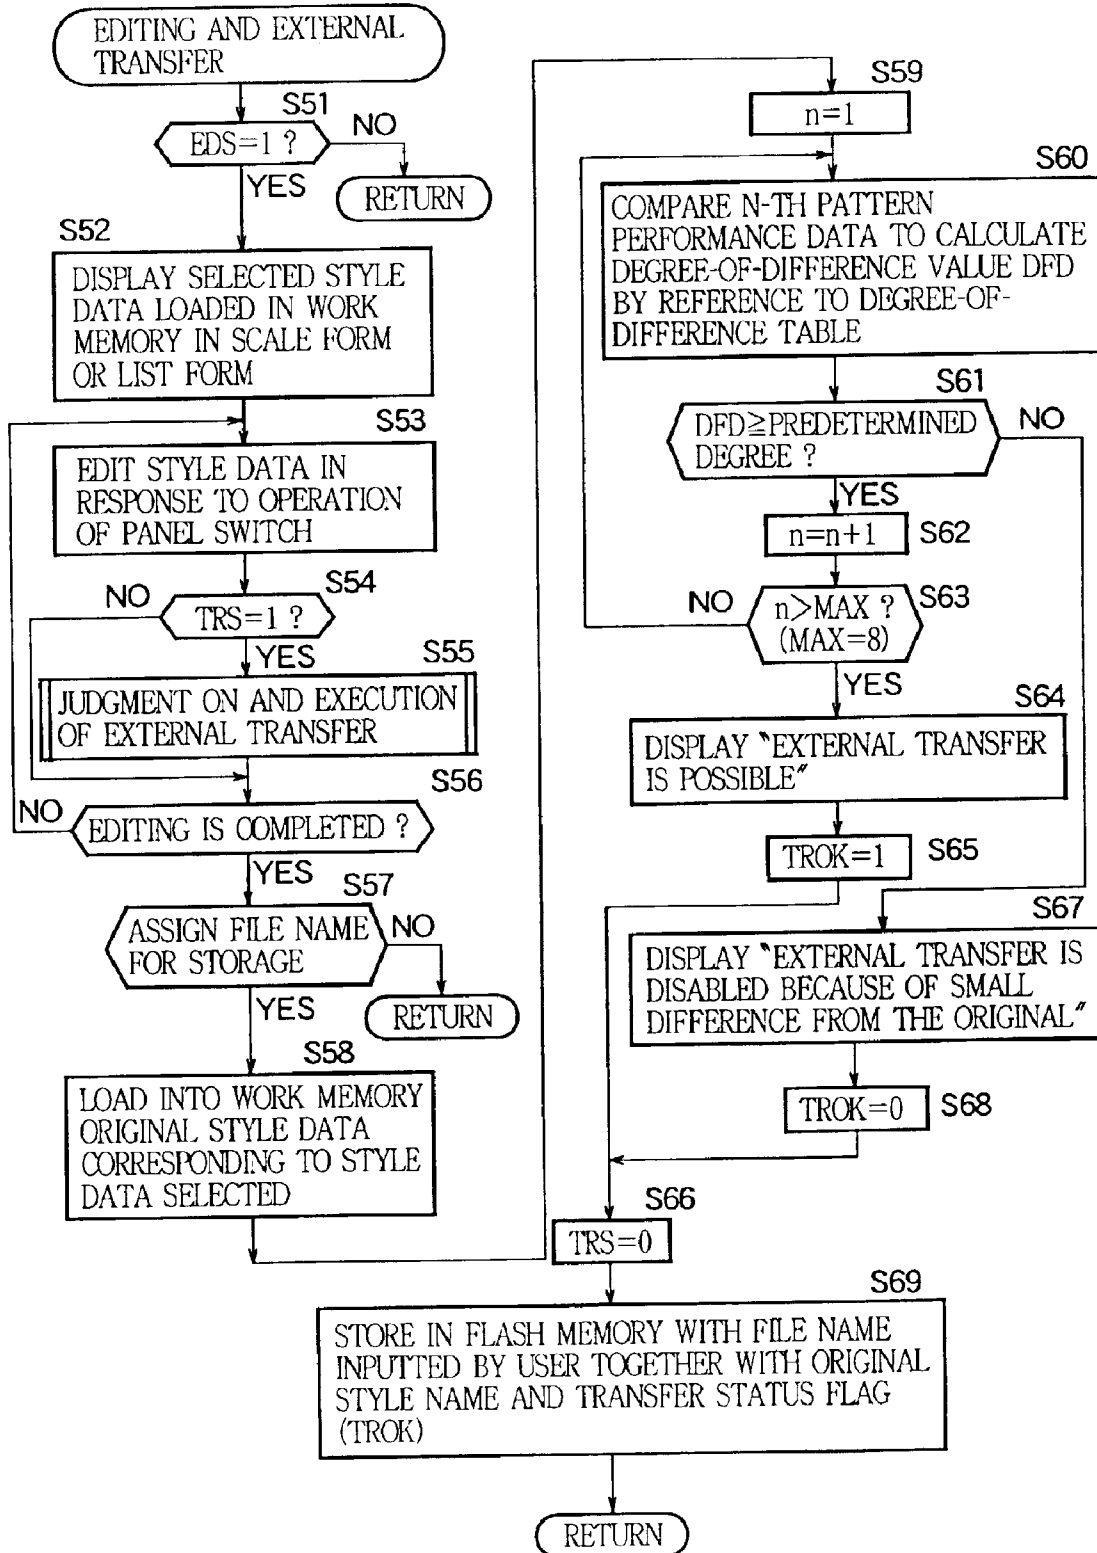 EDITING AND EXTERNAL
TRANSFER
S51
EDS=1 ?
NO
RETURN
YES
S52
DISPLAY SELECTED STYLE
DATA LOADED IN WORK
MEMORY IN SCALE FORM
OR LIST FORM
S53
EDIT STYLE DATA IN
RESPONSE TO OPERATION
OF PANEL SWITCH
S54
NO
TRS=1 ?
YES
S55
JUDGMENT ON AND EXECUTION
OF EXTERNAL TRANSFER
S56
NO
EDITING IS COMPLETED ?
YES
S57
ASSIGN FILE NAME
FOR STORAGE
NO
RETURN
YES
S58
LOAD INTO WORK MEMORY
ORIGINAL STYLE DATA
CORRESPONDING TO STYLE
DATA SELECTED
S59
n=1
S60
COMPARE N-TH PATTERN
PERFORMANCE DATA TO CALCULATE
DEGREE-OF-DIFFERENCE VALUE DFD
BY REFERENCE TO DEGREE-OF-
DIFFERENCE TABLE
S61
DFD≧PREDETERMINED
DEGREE ?
NO
YES
n=n+1
S62
NO
n>MAX ?
(MAX=8)
S63
YES
S64
DISPLAY "EXTERNAL TRANSFER
IS POSSIBLE"
TROK=1
S65
S67
DISPLAY "EXTERNAL TRANSFER IS
DISABLED BECAUSE OF SMALL
DIFFERENCE FROM THE ORIGINAL"
TROK=0
S68
S66
TRS=0
S69
STORE IN FLASH MEMORY WITH FILE NAME
INPUTTED BY USER TOGETHER WITH ORIGINAL
STYLE NAME AND TRANSFER STATUS FLAG
(TROK)
RETURN